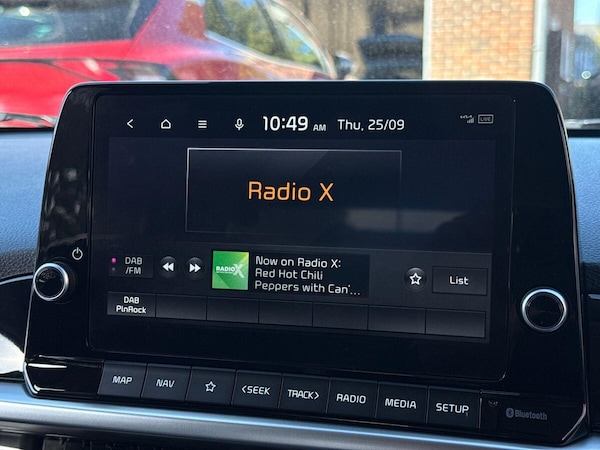 10:49 AM Thu, 25/09
LIVE
Radio X
DAB
/FM
RADIO X
Now on Radio X:
Red Hot Chili
Peppers with Can'...
List
DAB
PlnRock
MAP
NAV
<SEEK
TRACK>
RADIO
MEDIA
SETUP
Bluetooth